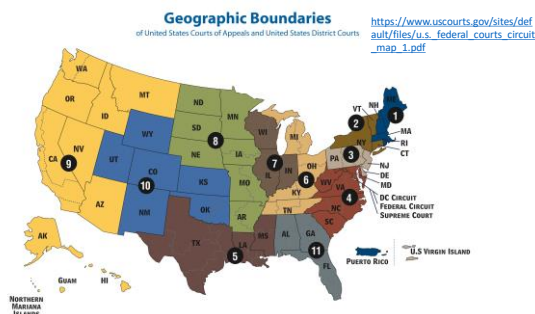 Geographic Boundaries
of United States Courts of Appeals and United States District Courts
https://www.uscourts.gov/sites/def
ault/files/u.s._federal_courts_circuit
_map_1.pdf
WA
MT
ND
MN
OR
ID
WY
SD
WI
MI
VT
NH
ME
1
2
NY
MA
RI
CT
8
NE
IA
7
IL
IN
OH
PA
3
NJ
DE
MD
DC CIRCUIT
FEDERAL CIRCUIT
SUPREME COURT
CA
NV
9
UT
CO
10
KS
MO
6
KY
WV
VA
4
NC
TN
SC
AZ
NM
OK
AR
TX
LA
MS
5
AL
GA
11
FL
AK
GUAM
HI
NORTHERN
MARIANA
ISLANDS
PUERTO RICO
U.S VIRGIN ISLAND